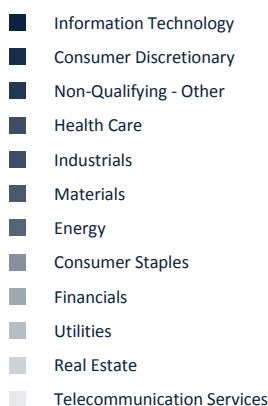 Information Technology
Consumer Discretionary
Non-Qualifying - Other
Health Care
Industrials
Materials
Energy
Consumer Staples
Financials
Utilities
Real Estate
Telecommunication Services